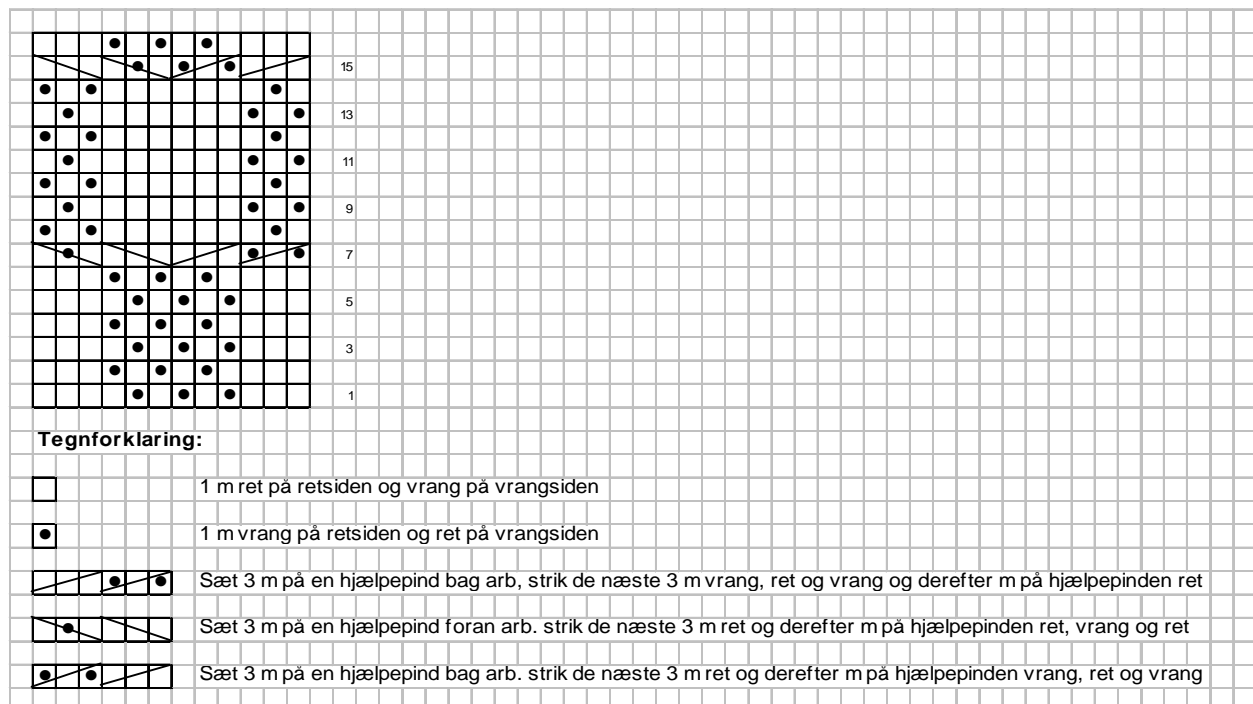 15
13
11
9
7
5
3
1
Tegnforklaring:
1 m ret på retsiden og vrang på vrangsiden
1 m vrang på retsiden og ret på vrangsiden
Sæt 3 m på en hjælpepind bag arb, strik de næste 3 m vrang, ret og vrang og derefter m på hjælpepinden ret
Sæt 3 m på en hjælpepind foran arb. strik de næste 3 m ret og derefter m på hjælpepinden ret, vrang og ret
Sæt 3 m på en hjælpepind bag arb. strik de næste 3 m ret og derefter m på hjælpepinden vrang, ret og vrang